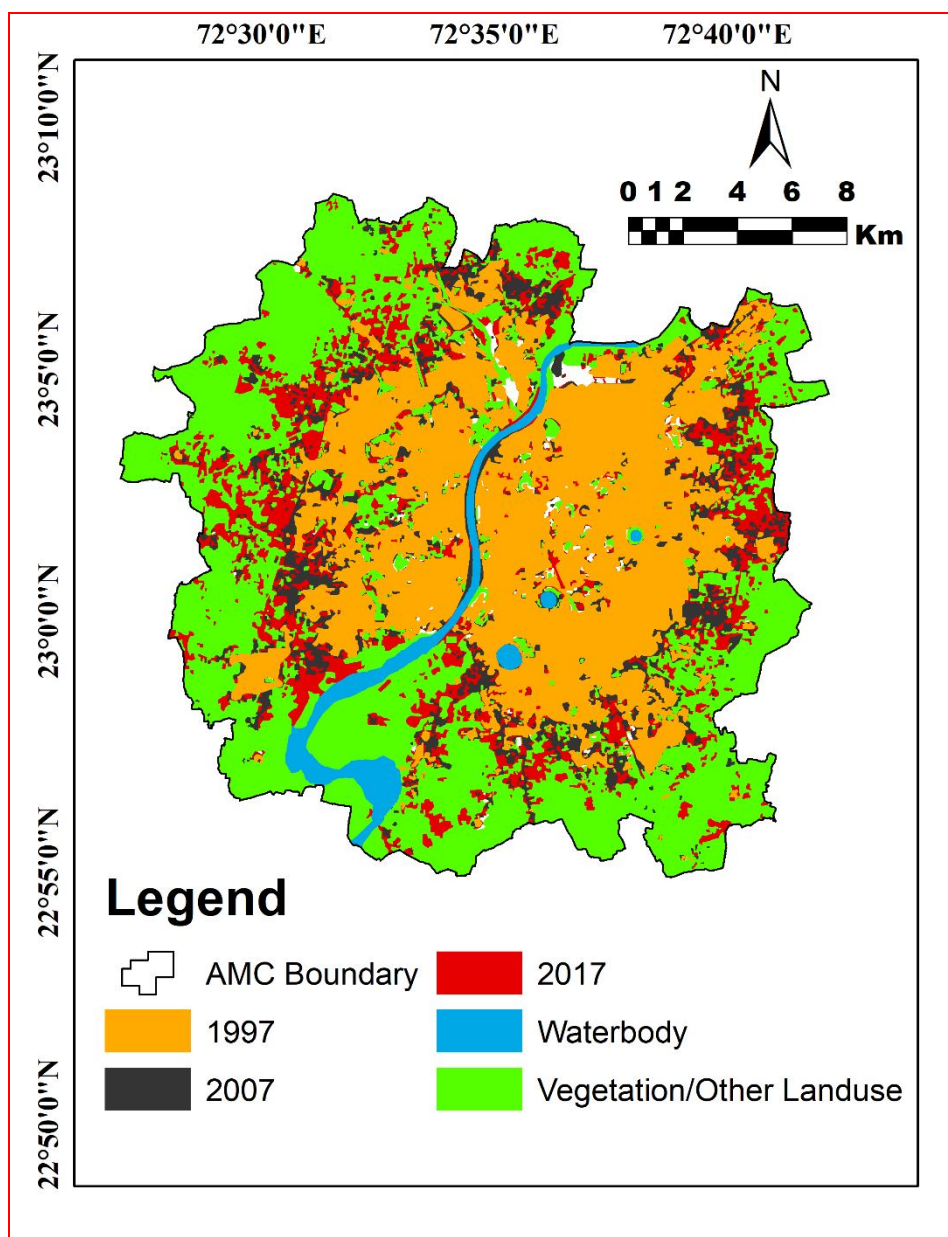 72°30'0"E 72°35'0"E 72°40'0"E
23°10'0"N
23°5'0"N
23°0'0"N
22°55'0"N
22°50'0"N
N
0 1 2 4 6 8
Km
Legend
AMC Boundary
1997
2007
2017
Waterbody
Vegetation/Other Landuse